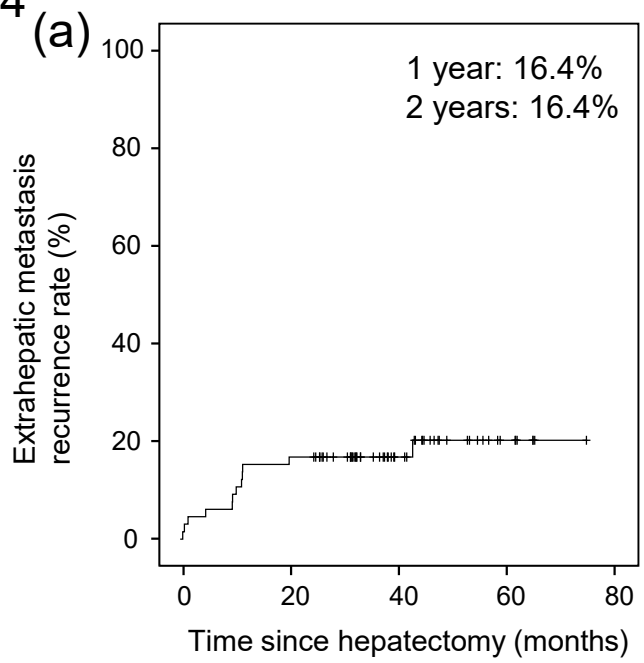 4
(a)
1 year: 16.4%
2 years: 16.4%
Extrahepatic metastasis
recurrence rate (%)
100
80
60
40
20
0
0 20 40 60 80
Time since hepatectomy (months)